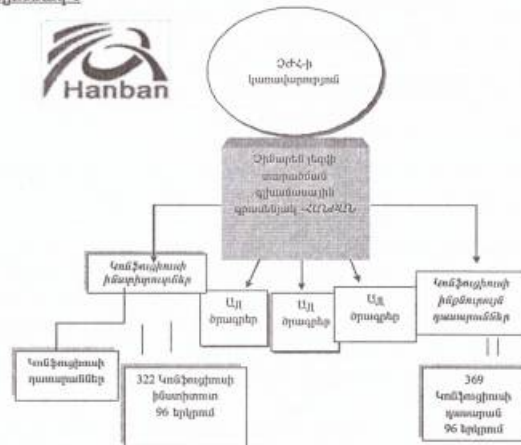 Hanban
ՉԺՀ-ի
կառավարություն
Չինարեն լեզվի
տարածման
գլխամասային
գրասենյակ –ՀԱՆԲԱՆ
Կոնֆուցիուսի
ինստիտուտներ
Այլ
ծրագրեր
Այլ
ծրագրեր
Այլ
ծրագրեր
Կոնֆուցիուսի
ինքնուրույն
դասարաններ
Կոնֆուցիուսի
դասարաններ
322 Կոնֆուցիուսի
ինստիտուտ
96 երկրում
369
Կոնֆուցիուսի
դասարան
96 երկրում